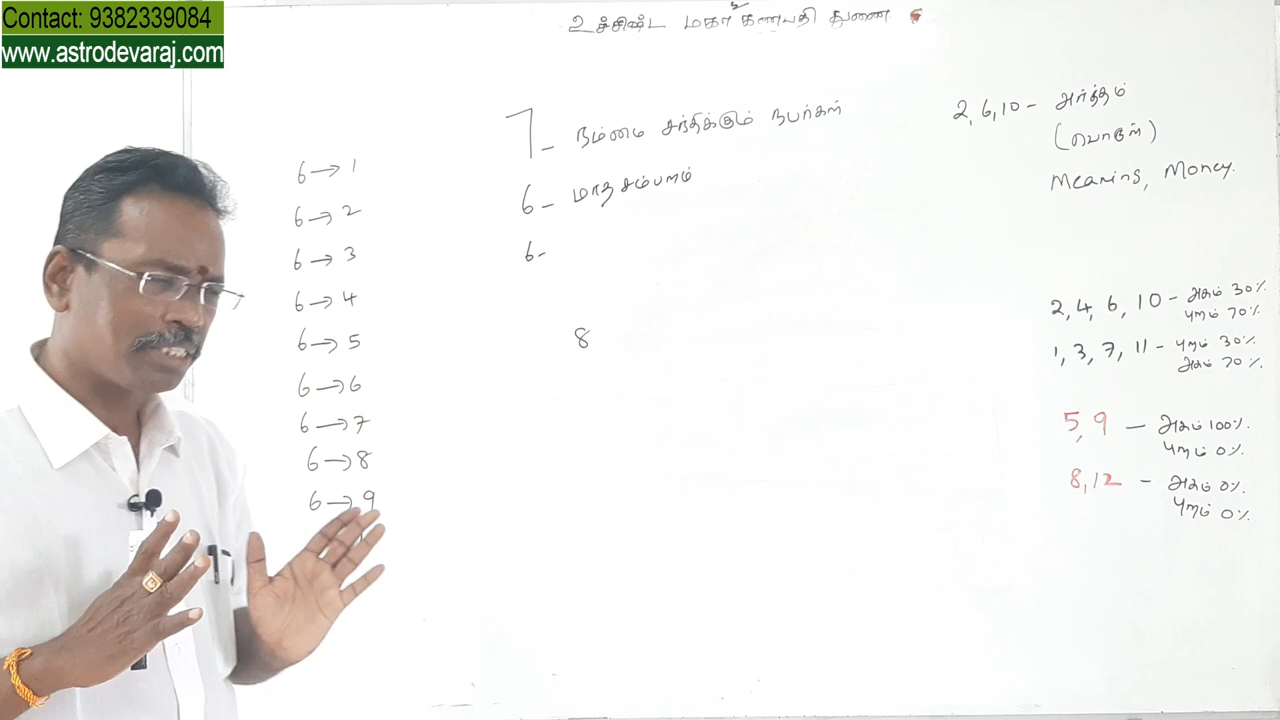 Contact: 9382339084
www.astrodevaraj.com
உச்சிஷ்ட மகா கணபதி துணை
7 - நம்மை சந்திக்கும் நபர்கள்
6 - மாத சம்பளம்
6-
8
6→1
6→2
6→3
6→4
6→5
6→6
6→7
6→8
6→9
2,6,10 - அர்த்தம்
(பொருள்)
Meaning, Money.
2, 4, 6, 10 - அகம் 30%
புறம் 70%
1, 3, 7, 11 - புறம் 30%
அகம் 70%
5, 9 - அகம் 100%
புறம் 0%
8, 12 - அகம் 0%
புறம் 0%